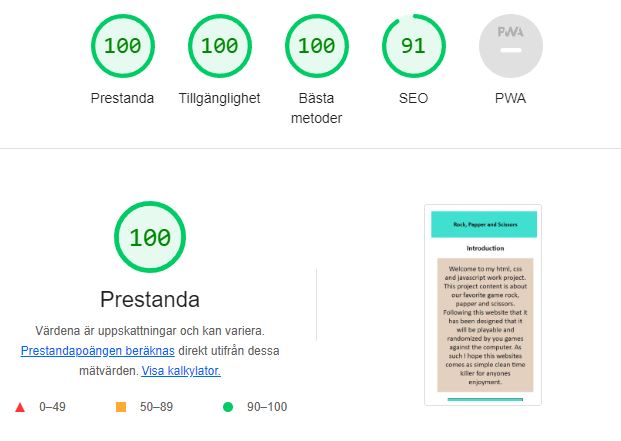 100
100
100
91
PWA
Prestanda
Tillgänglighet
Bästa
metoder
SEO
PWA
100
Prestanda
Värdena är uppskattningar och kan variera.
Prestandapoängen beräknas direkt utifrån dessa
mätvärden. Visa kalkylator.
0–49
50–89
90–100
Rock, Papper and Scissors
Introduction
Welcome to my html, css
and javascript work project.
This project content is about
our favorite game rock,
papper and scissors.
Following this website that it
has been designed that it
will be playable and
randomized by you games
against the computer. As
such I hope this websites
comes as simple clean time
killer for anyones
enjoyment.